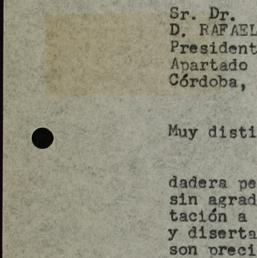 Sr. Dr.
D. RAFAEL
President
Apartado
Córdoba,
Muy disti
dadera pe
sin agrad
tación a
y diserta
son preci